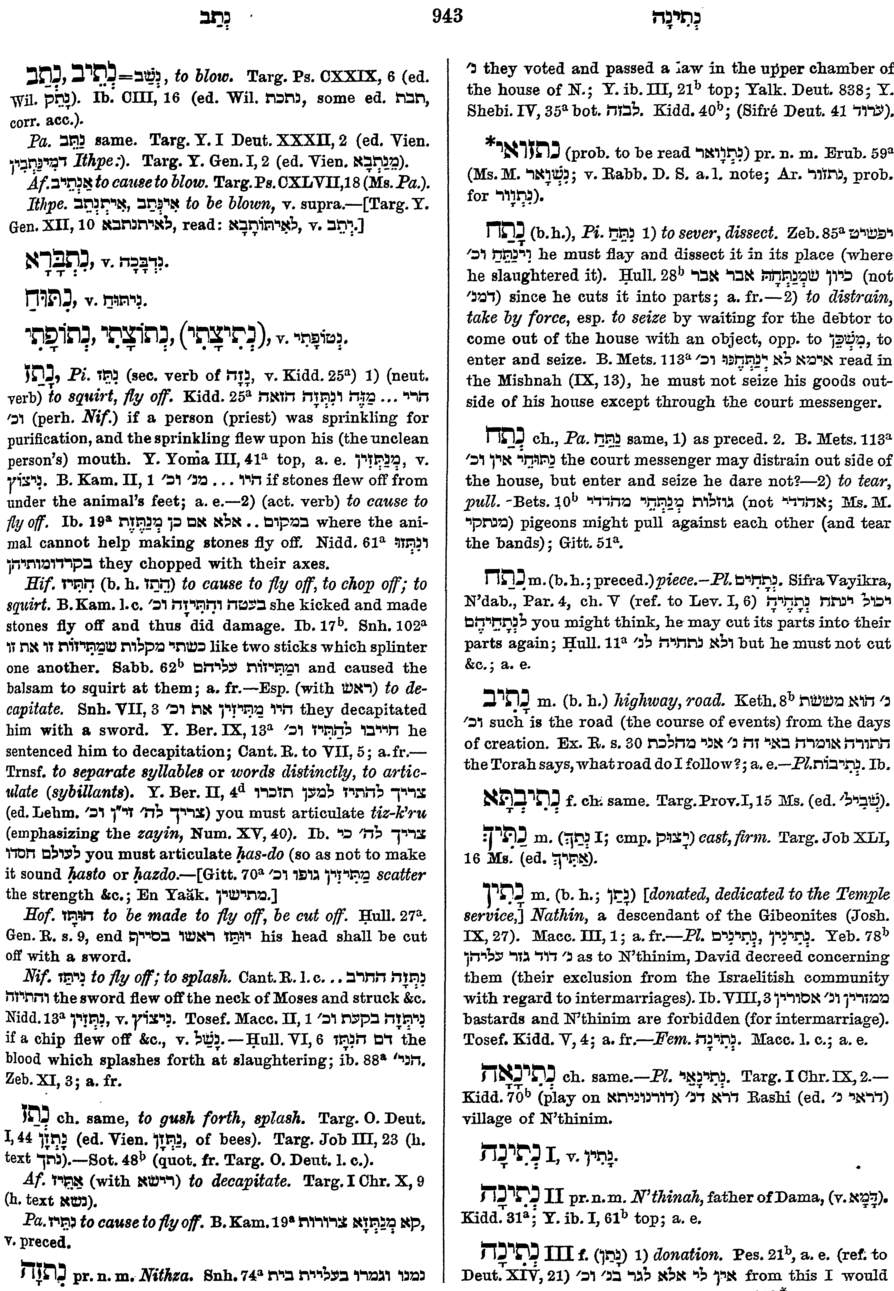 נְתַב 943 נְתִינָה
נְתֵיב, נְתַב=נְשַׁב, to blow. Targ. Ps. CXXIX, 6 (ed.
Wil. נְתֵק). Ib. CIII, 16 (ed. Wil. נתכת, some ed. תבת,
corr. acc.).
Pa. נַתֵּב same. Targ. Y. I Deut. XXXII, 2 (ed. Vien.
דמינַתְּבִין Ithpe:). Targ. Y. Gen. I, 2 (ed. Vien. מְנַתְּבָא).
Af. אַנְתֵּיב to cause to blow. Targ. Ps. CXLVII, 18 (Ms. Pa.).
Ithpe. אִיתְנְתֵב, אִינְתַּב to be blown, v. supra.—[Targ. Y.
Gen. XII, 10 לאיתנתבא, read: לְאִיתּוֹתָבָא, v. יְתֵב.]
נְתַבְּרָא, v. נִדְבָּכָה.
נִתּוּחַ, v. נִיתּוּחַ.
נְתוֹפָתִי, נְתוֹצָתִי, (נְתִיצָתִי), v. נְטוֹפָתִי.
נָתַז, Pi. נִתֵּז (sec. verb of נָזָה, v. Kidd. 25ᵃ) 1) (neut.
verb) to squirt, fly off. Kidd. 25ᵃ הרי ... מַזֶּה ונִתְּזָה הזאה
וכ׳ (perh. Nif.) if a person (priest) was sprinkling for
purification, and the sprinkling flew upon his (the unclean
person's) mouth. Y. Yoma III, 41ᵃ top, a. e. מְנַתְּזִין, v.
נִיצוֹץ. B. Kam. II, 1 היו ... מנ׳ וכ׳ if stones flew off from
under the animal's feet; a. e.—2) (act. verb) to cause to
fly off. Ib. 19ᵃ במקום .. אלא אם כן מְנַתֶּזֶת where the ani-
mal cannot help making stones fly off. Nidd. 61ᵃ ונִתְּזוּ
בקרדומותיהן they chopped with their axes.
Hif. הִתִּיז (b. h. הֵתַז) to cause to fly off, to chop off; to
squirt. B. Kam. l. c. בעטה והִתִּיזָה וכ׳ she kicked and made
stones fly off and thus did damage. Ib. 17ᵇ. Snh. 102ᵃ
כשתי מקלות שמַתִּיזוֹת זו את זו like two sticks which splinter
one another. Sabb. 62ᵇ ומַתִּיזוֹת עליהם and caused the
balsam to squirt at them; a. fr.—Esp. (with ראש) to de-
capitate. Snh. VII, 3 היו מַתִּיזִין את וכ׳ they decapitated
him with a sword. Y. Ber. IX, 13ᵃ חייבו לְהַתִּיז וכ׳ he
sentenced him to decapitation; Cant. R. to VII, 5; a. fr.—
Trnsf. to separate syllables or words distinctly, to artic-
ulate (sybillants). Y. Ber. II, 4ᵈ צריך להתיז למען תזכרו
(ed. Lehm. צריך לה׳ זי״ן וכ׳) you must articulate tiz-k'ru
(emphasizing the zayin, Num. XV, 40). Ib. צריך לה׳ כי
לעולם חסדו you must articulate ḥas-do (so as not to make
it sound ḥasto or ḥazdo.—[Gitt. 70ᵃ מַתִּיזִין גופו וכ׳ scatter
the strength &c.; En Yaăk. מתישין.]
Hof. הוּתַּז to be made to fly off, be cut off. Ḥull. 27ᵃ.
Gen. R. s. 9, end יוּתַּז ראשו בסייף his head shall be cut
off with a sword.
Nif. נִיתַּז to fly off; to splash. Cant. R. l. c. נִתְּזָה החרב ...
והתיזה the sword flew off the neck of Moses and struck &c.
Nidd. 13ᵃ נִתְּזִין, v. נִיצוֹץ. Tosef. Macc. II, 1 נִיתְּזָה בקעת וכ׳
if a chip flew off &c., v. נָשַׁל.—Ḥull. VI, 6 דם הנִתָּז the
blood which splashes forth at slaughtering; ib. 88ᵃ הני׳.
Zeb. XI, 3; a. fr.
נְתַז ch. same, to gush forth, splash. Targ. O. Deut.
I, 44 נָתְזָן (ed. Vien. נַתְּזָן, of bees). Targ. Job III, 23 (h.
text נתך).—Sot. 48ᵇ (quot. fr. Targ. O. Deut. l. c.).
Af. אַתֵּיז (with רישא) to decapitate. Targ. I Chr. X, 9
(h. text נשא).
Pa. נַתֵּיז to cause to fly off. B. Kam. 19ᵃ קא מְנַתְּזָא צרורות,
v. preced.
נִתְזָה pr. n. m. Nithza. Snh. 74ᵃ נמנו וגמרו בעליית בית
נ׳ they voted and passed a law in the upper chamber of
the house of N.; Y. ib. III, 21ᵇ top; Yalk. Deut. 838; Y.
Shebi. IV, 35ᵃ bot. לבזה. Kidd. 40ᵇ; (Sifré Deut. 41 ערוד).
נתזואי* (prob. to be read נִתְוָואר) pr. n. m. Erub. 59ᵃ
(Ms. M. נְשְׁוָאר; v. Rabb. D. S. a. l. note; Ar. נתזור, prob.
for נִתְוָור).
נָתַח (b. h.), Pi. נִתֵּחַ 1) to sever, dissect. Zeb. 85ᵃ יפשיט
וִינַתֵּחַ וכ׳ he must flay and dissect it in its place (where
he slaughtered it). Ḥull. 28ᵇ כיון שמְנַתְּחָהּ אבר אבר (not
דמנ׳) since he cuts it into parts; a. fr.—2) to distrain,
take by force, esp. to seize by waiting for the debtor to
come out of the house with an object, opp. to מִשְׁכֵּן, to
enter and seize. B. Mets. 113ᵃ אימא לא יְנַתְּחֶנּוּ וכ׳ read in
the Mishnah (IX, 13), he must not seize his goods out-
side of his house except through the court messenger.
נְתַח ch., Pa. נַתַּח same, 1) as preced. 2. B. Mets. 113ᵃ
נַתּוּחֵי אין וכ׳ the court messenger may distrain out side of
the house, but enter and seize he dare not?—2) to tear,
pull. -Bets. 10ᵇ גוזלות מְנַתְּחֵי מהדדי (not אהדדי; Ms. M.
מנתקי) pigeons might pull against each other (and tear
the bands); Gitt. 51ᵃ.
נֵתַח m. (b. h.; preced.) piece.—Pl. נְתָחִים. Sifra Vayikra,
N'dab., Par. 4, ch. V (ref. to Lev. I, 6) יכול ינתח נְתָחֶיהָ
לִנְתָחֵיהֶם you might think, he may cut its parts into their
parts again; Ḥull. 11ᵃ ולא נתחיה לנ׳ but he must not cut
&c.; a. e.
נָתִיב m. (b. h.) highway, road. Keth. 8ᵇ נ׳ הוא מששת
וכ׳ such is the road (the course of events) from the days
of creation. Ex. R. s. 30 התורה אומרה באי זה נ׳ אני מהלכת
the Torah says, what road do I follow?; a. e.—Pl. נְתִיבוֹת. Ib.
נְתִיבְתָּא f. ch. same. Targ. Prov. I, 15 Ms. (ed. שְׁבִיל׳).
נַתִּיךְ m. (נְתַךְ I; cmp. יָצוּק) cast, firm. Targ. Job XLI,
16 Ms. (ed. אַתִּיךְ).
נָתִין m. (b. h.; נָתַן) [donated, dedicated to the Temple
service,] Nathin, a descendant of the Gibeonites (Josh.
IX, 27). Macc. III, 1; a. fr.—Pl. נְתִינִים, נְתִינִין. Yeb. 78ᵇ
נ׳ דוד גזר עליהן as to N'thinim, David decreed concerning
them (their exclusion from the Israelitish community
with regard to intermarriages). Ib. VIII, 3 ממזרין ונ׳ אסורין
bastards and N'thinim are forbidden (for intermarriage).
Tosef. Kidd. V, 4; a. fr.—Fem. נְתִינָה. Macc. l. c.; a. e.
נְתִינָאָה ch. same.—Pl. נְתִינָאֵי. Targ. I Chr. IX, 2.—
Kidd. 70ᵇ (play on דורנוניתא) דרא דנ׳ Rashi (ed. דראי נ׳)
village of N'thinim.
נְתִינָה I, v. נָתִין.
נְתִינָה II pr. n. m. N'thinah, father of Dama, (v. דָּמָא).
Kidd. 31ᵃ; Y. ib. I, 61ᵇ top; a. e.
נְתִינָה III f. (נָתַן) 1) donation. Pes. 21ᵇ, a. e. (ref. to
Deut. XIV, 21) אין לי אלא לגר בנ׳ וכ׳ from this I would